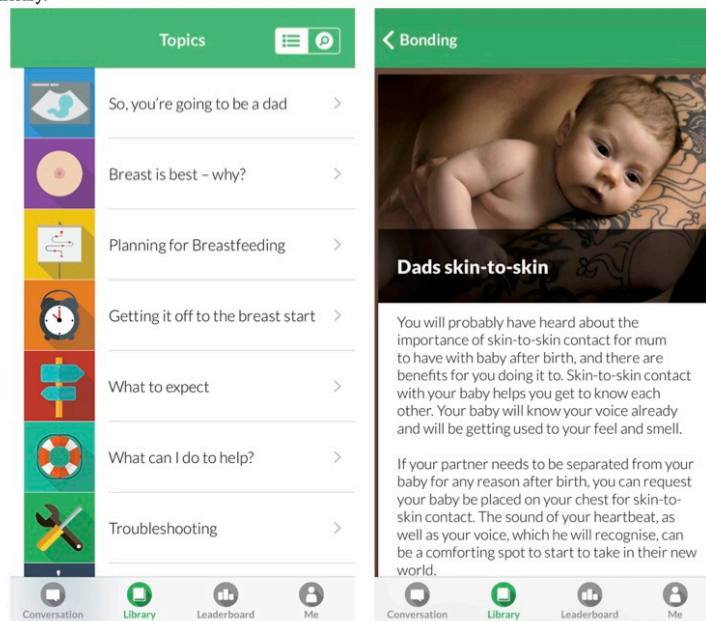 Topics
So, you're going to be a dad
Breast is best – why?
Planning for Breastfeeding
Getting it off to the breast start
What to expect
What can I do to help?
Troubleshooting
Conversation
Library
Leaderboard
Me
Bonding
Dads skin-to-skin
You will probably have heard about the
importance of skin-to-skin contact for mum
to have with baby after birth, and there are
benefits for you doing it to. Skin-to-skin contact
with your baby helps you get to know each
other. Your baby will know your voice already
and will be getting used to your feel and smell.
If your partner needs to be separated from your
baby for any reason after birth, you can request
your baby be placed on your chest for skin-to-
skin contact. The sound of your heartbeat, as
well as your voice, which he will recognise, can
be a comforting spot to start to take in their new
world.
Conversation
Library
Leaderboard
Me